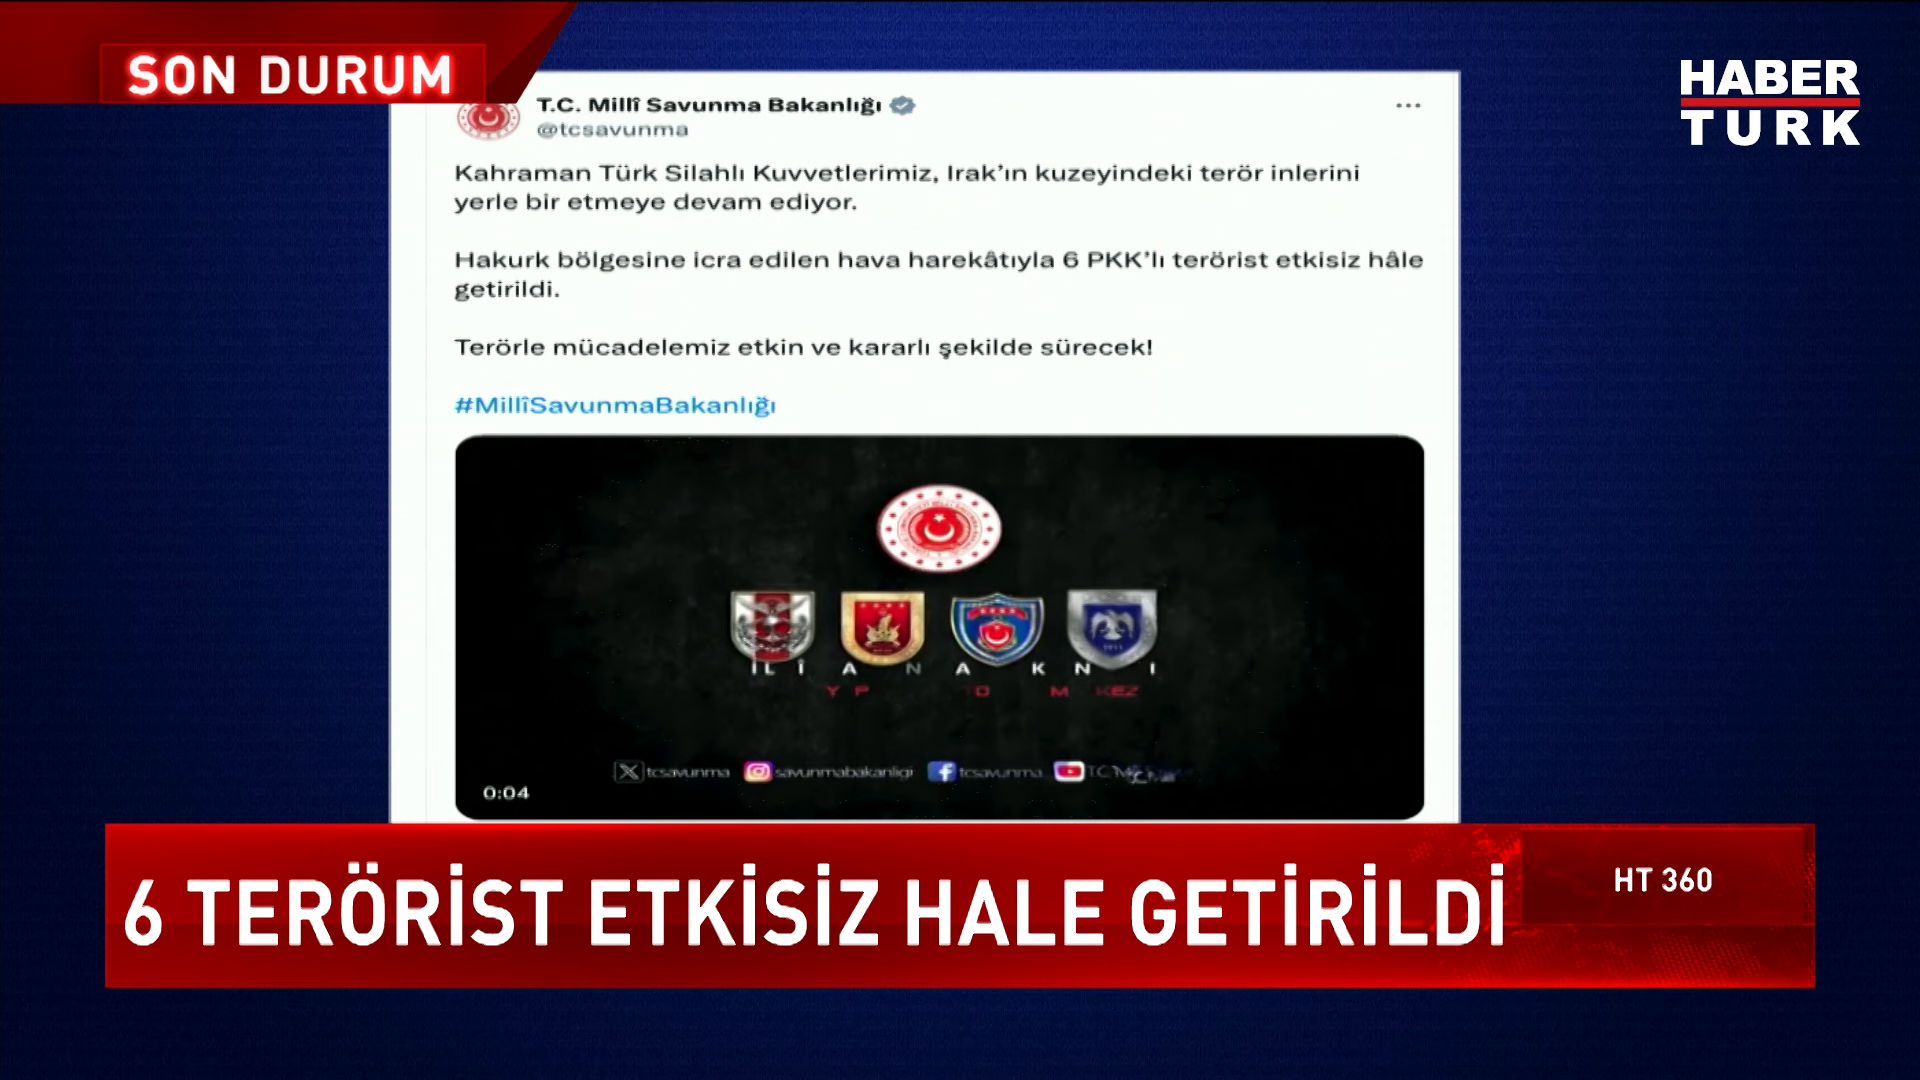 SON DURUM
HABER
TURK
T.C. Millî Savunma Bakanlığı
@tcsavunma
Kahraman Türk Silahlı Kuvvetlerimiz, Irak’ın kuzeyindeki terör inlerini
yerle bir etmeye devam ediyor.
Hakurk bölgesine icra edilen hava harekâtıyla 6 PKK’lı terörist etkisiz hâle
getirildi.
Terörle mücadelemiz etkin ve kararlı şekilde sürecek!
#MillîSavunmaBakanlığı
tcsavunma savunmabakanligi tcsavunma
0:04
6 TERÖRİST ETKİSİZ HALE GETİRİLDİ
HT 360